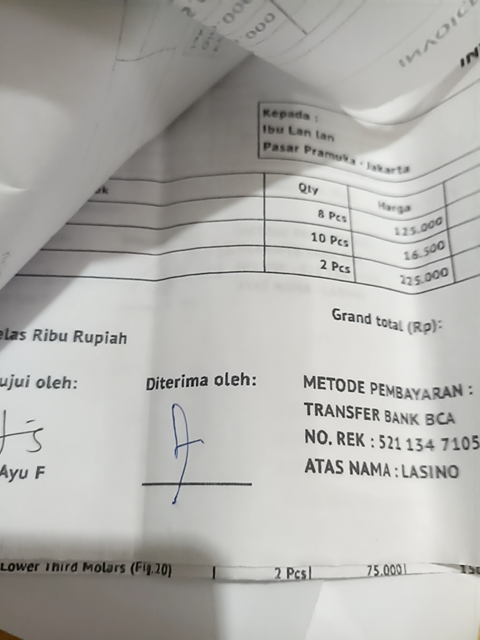 000
INVOICE
IN
Kepada :
Ibu Lan lan
Pasar Pramuka - Jakarta
Qty Harga
8 Pcs 125.000
10 Pcs 16.500
2 Pcs 225.000
Grand total (Rp):
elas Ribu Rupiah
ujui oleh: Diterima oleh: METODE PEMBAYARAN :
TRANSFER BANK BCA
NO. REK : 521 134 7105
Ayu F ATAS NAMA : LASINO
Lower Third Molars (Fig.20) 2 Pcs 75.000